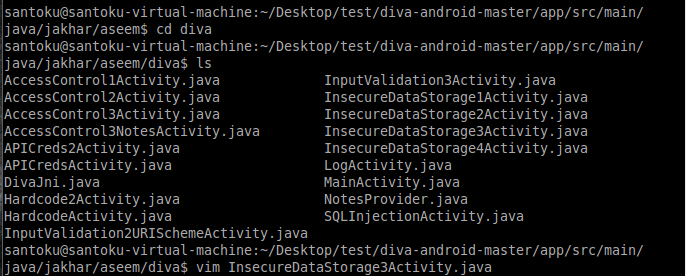 santoku@santoku-virtual-machine:~/Desktop/test/diva-android-master/app/src/main/
java/jakhar/aseem$ cd diva
santoku@santoku-virtual-machine:~/Desktop/test/diva-android-master/app/src/main/
java/jakhar/aseem/diva$ ls
AccessControl1Activity.java InputValidation3Activity.java
AccessControl2Activity.java InsecureDataStorage1Activity.java
AccessControl3Activity.java InsecureDataStorage2Activity.java
AccessControl3NotesActivity.java InsecureDataStorage3Activity.java
APICreds2Activity.java InsecureDataStorage4Activity.java
APICredsActivity.java LogActivity.java
DivaJni.java MainActivity.java
Hardcode2Activity.java NotesProvider.java
HardcodeActivity.java SQLInjectionActivity.java
InputValidation2URISchemeActivity.java
santoku@santoku-virtual-machine:~/Desktop/test/diva-android-master/app/src/main/
java/jakhar/aseem/diva$ vim InsecureDataStorage3Activity.java